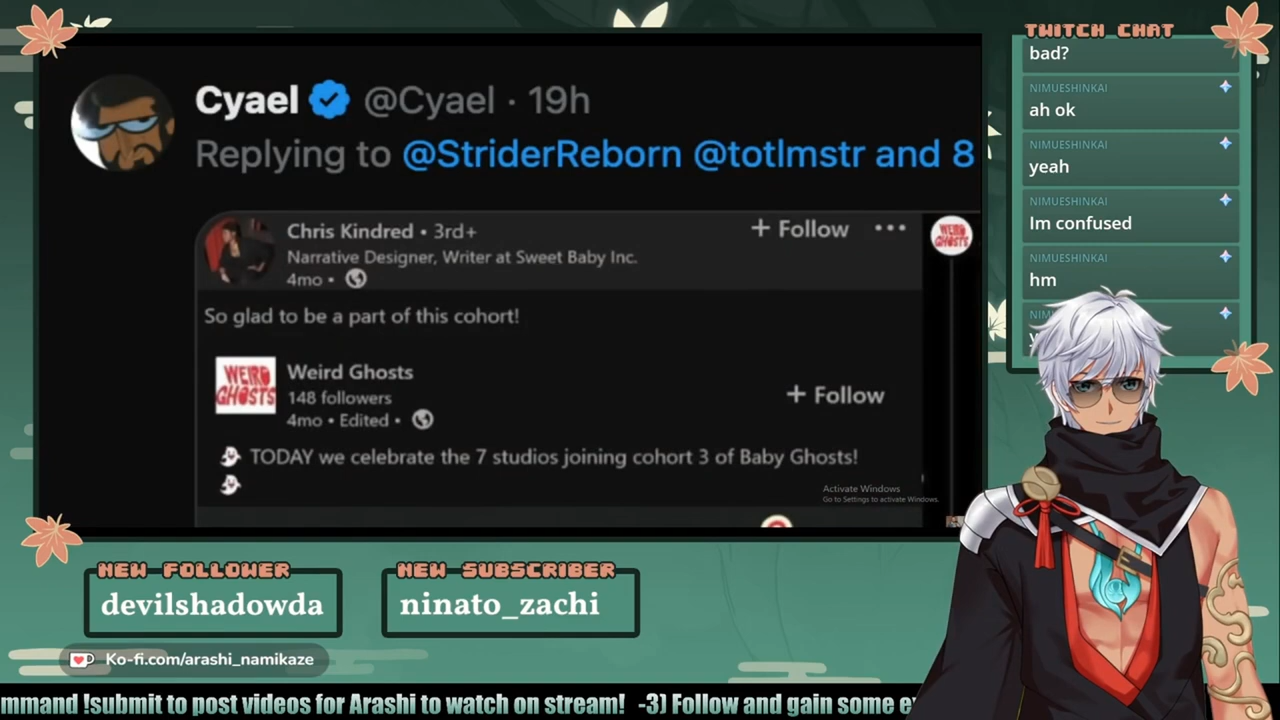 TWITCH CHAT
bad?
NIMUESHINKAI
ah ok
NIMUESHINKAI
yeah
NIMUESHINKAI
Im confused
NIMUESHINKAI
hm
Cyael @Cyael · 19h
Replying to @StriderReborn @totlmstr and 8
Chris Kindred • 3rd+
+ Follow
Narrative Designer, Writer at Sweet Baby Inc.
4mo •
So glad to be a part of this cohort!
WEIRD GHOSTS
Weird Ghosts
148 followers
4mo • Edited •
+ Follow
TODAY we celebrate the 7 studios joining cohort 3 of Baby Ghosts!
WEIRD GHOSTS
Activate Windows
Go to Settings to activate Windows.
NEW FOLLOWER
devilshadowda
NEW SUBSCRIBER
ninato_zachi
Ko-fi.com/arashi_namikaze
mmand !submit to post videos for Arashi to watch on stream! -3) Follow and gain some